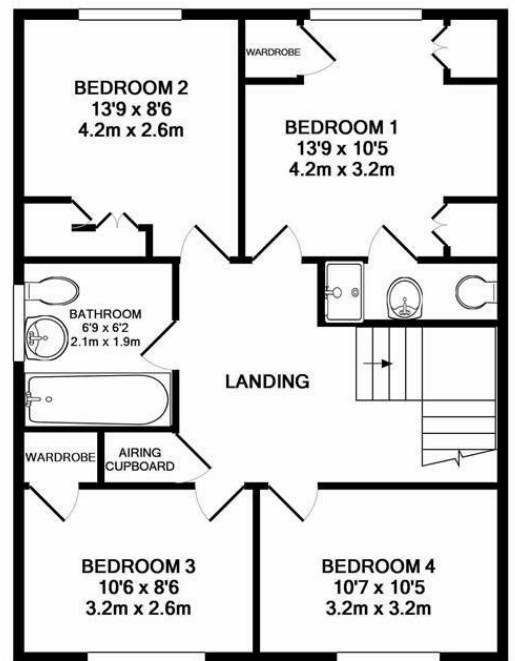 BEDROOM 2
13'9 x 8'6
4.2m x 2.6m
WARDROBE
BEDROOM 1
13'9 x 10'5
4.2m x 3.2m
BATHROOM
6'9 x 6'2
2.1m x 1.9m
LANDING
WARDROBE
AIRING
CUPBOARD
BEDROOM 3
10'6 x 8'6
3.2m x 2.6m
BEDROOM 4
10'7 x 10'5
3.2m x 3.2m